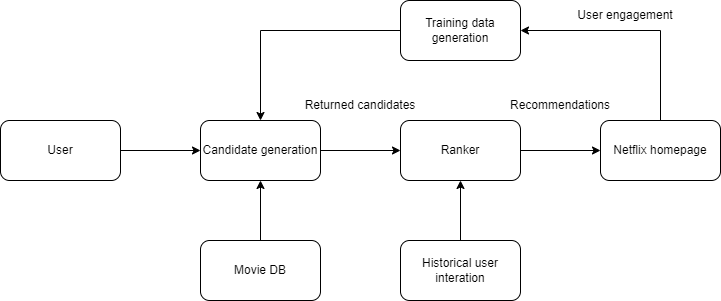 User engagement
Training data
generation
Returned candidates
Recommendations
User
Candidate generation
Ranker
Netflix homepage
Movie DB
Historical user
interation